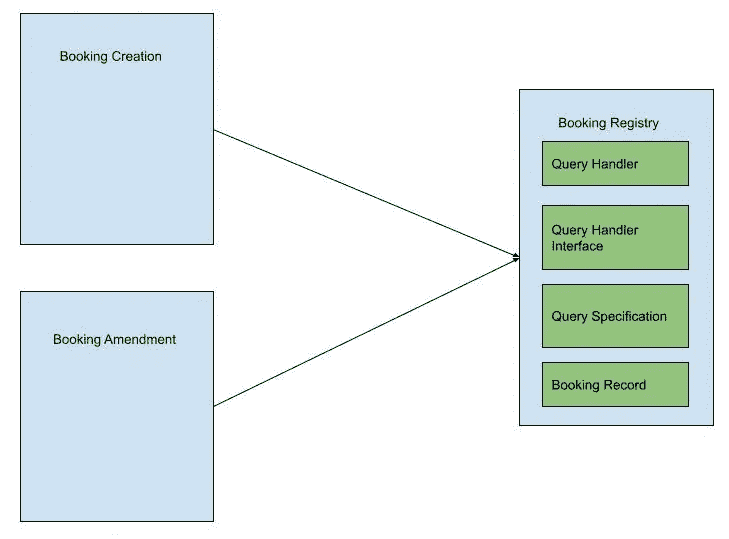 Booking Creation
Booking Registry
Query Handler
Query Handler
Interface
Query Specification
Booking Amendment
Booking Record